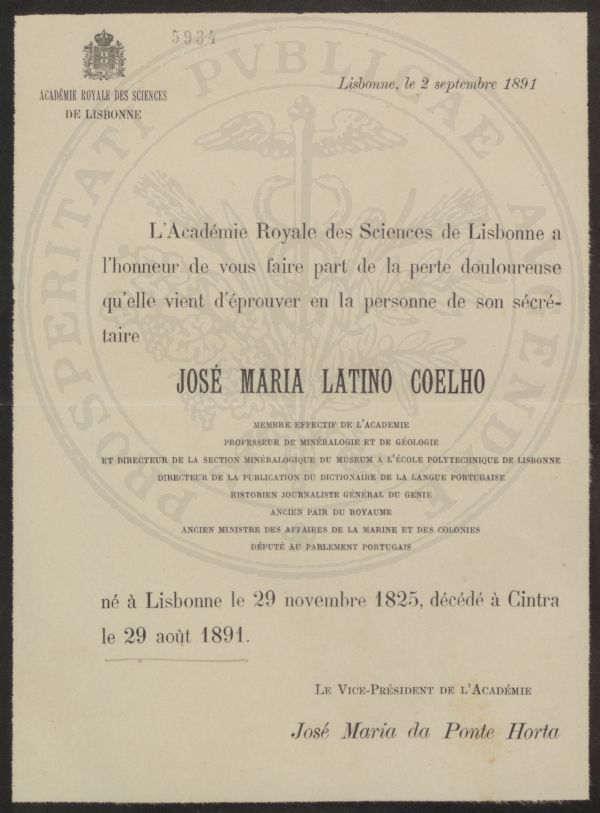 5934
ACADÉMIE ROYALE DES SCIENCES
DE LISBONNE
Lisbonne, le 2 septembre 1891
PROSPERITATI PVBLICAE AVGENDAE
L'Académie Royale des Sciences de Lisbonne a
l'honneur de vous faire part de la perte douloureuse
qu'elle vient d'éprouver en la personne de son sécré-
taire
JOSÉ MARIA LATINO COELHO
MEMBRE EFFECTIF DE L'ACADEMIE
PROFESSEUR DE MINÉRALOGIE ET DE GÉOLOGIE
ET DIRECTEUR DE LA SECTION MINÉRALOGIQUE DU MUSEUM A L'ÉCOLE POLYTECHNIQUE DE LISBONNE
DIRECTEUR DE LA PUBLICATION DU DICTIONAIRE DE LA LANGUE PORTUGAISE
HISTORIEN JOURNALISTE GÉNÉRAL DU GENIE
ANCIEN PAIR DU ROYAUME
ANCIEN MINISTRE DES AFFAIRES DE LA MARINE ET DES COLONIES
DÉPUTÉ AU PARLEMENT PORTUGAIS
né à Lisbonne le 29 novembre 1825, décédé à Cintra
le 29 août 1891.
LE VICE-PRÉSIDENT DE L'ACADÉMIE
José Maria da Ponte Horta